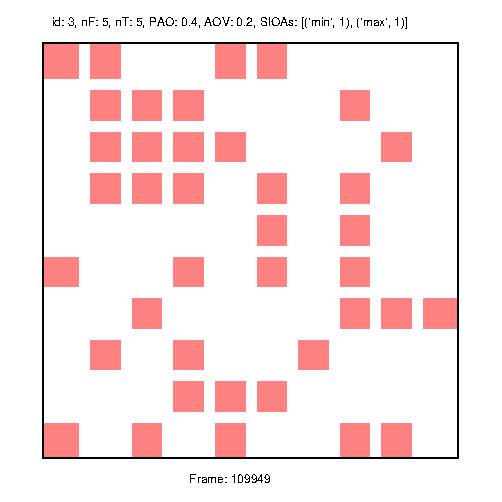 id: 3, nF: 5, nT: 5, PAO: 0.4, AOV: 0.2, SIOAs: [('min', 1), ('max', 1)]
Frame: 109949